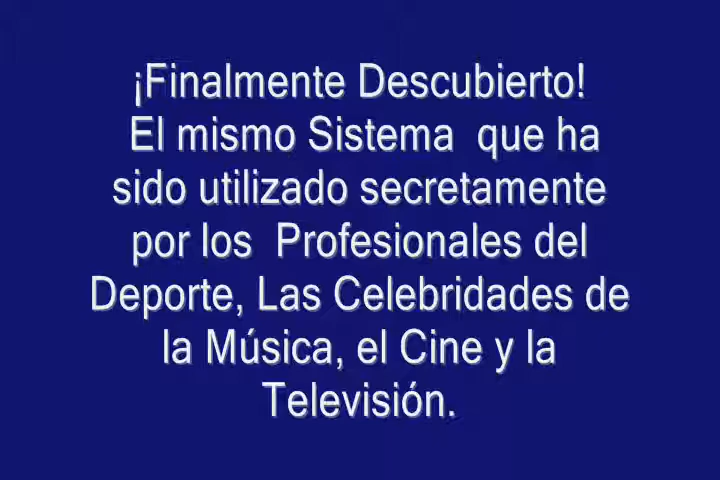 ¡Finalmente Descubierto!
El mismo Sistema que ha
sido utilizado secretamente
por los Profesionales del
Deporte, Las Celebridades de
la Música, el Cine y la
Televisión.